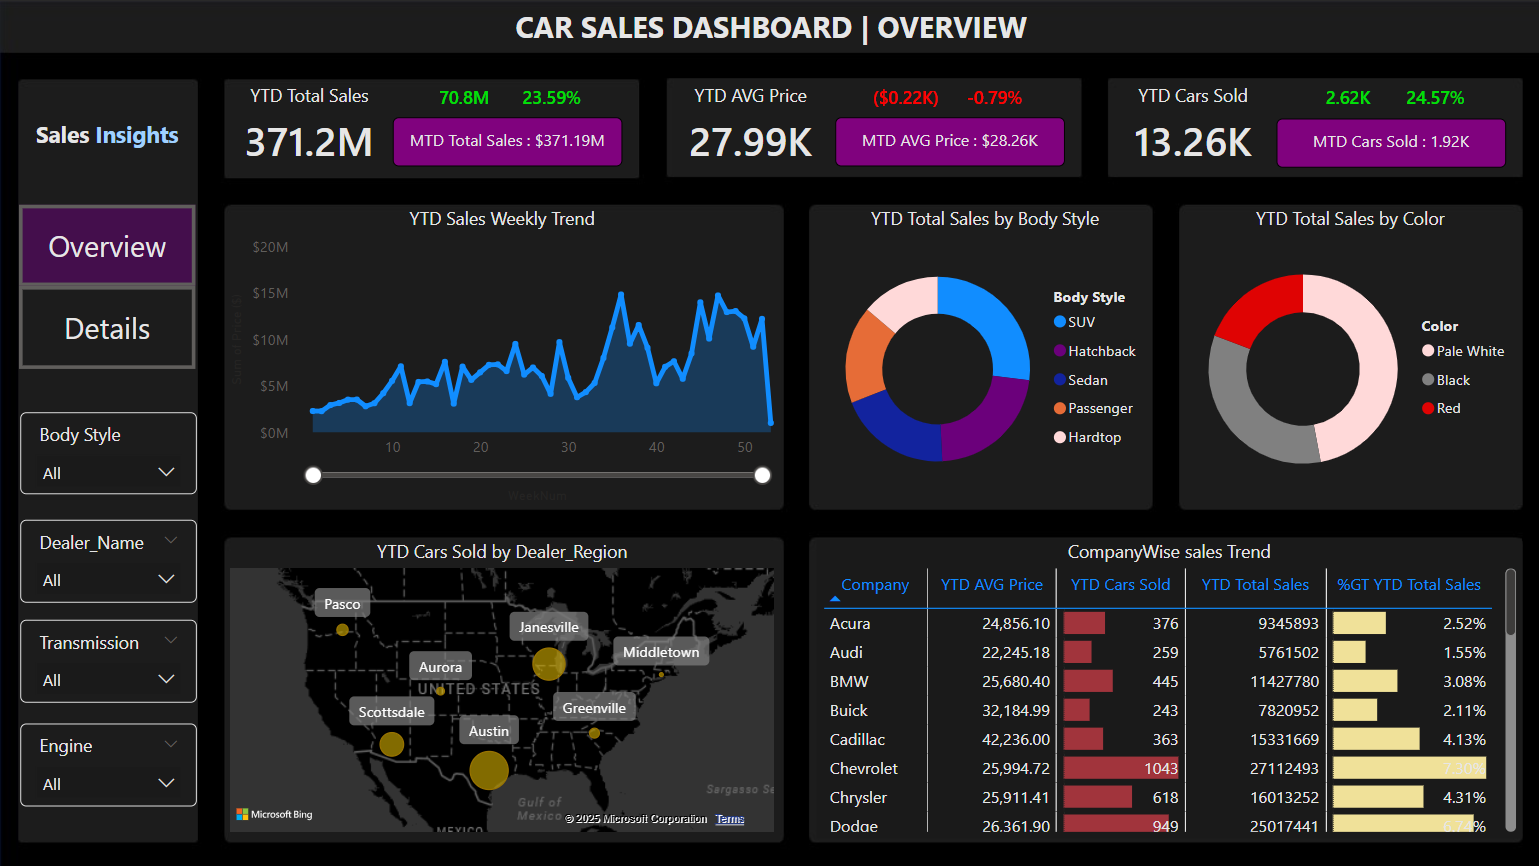 CAR SALES DASHBOARD | OVERVIEW
Sales Insights
Overview
Details
Body Style
All
Dealer_Name
All
Transmission
All
Engine
All
YTD Total Sales
70.8M 23.59%
371.2M
MTD Total Sales : $371.19M
YTD AVG Price
($0.22K) -0.79%
27.99K
MTD AVG Price : $28.26K
YTD Cars Sold
2.62K 24.57%
13.26K
MTD Cars Sold : 1.92K
YTD Sales Weekly Trend
$20M
$15M
$10M
$5M
$0M
10 20 30 40 50
WeekNum
YTD Total Sales by Body Style
Body Style
SUV
Hatchback
Sedan
Passenger
Hardtop
YTD Total Sales by Color
Color
Pale White
Black
Red
YTD Cars Sold by Dealer_Region
Pasco
Janesville
Middletown
Aurora
UNITED STATES
Scottsdale
Greenville
Austin
Sargasso Se
Gulf of
Mexico
MEXICO
Microsoft Bing
© 2025 Microsoft Corporation Terms
CompanyWise sales Trend
Company YTD AVG Price YTD Cars Sold YTD Total Sales %GT YTD Total Sales
Acura 24,856.10 376 9345893 2.52%
Audi 22,245.18 259 5761502 1.55%
BMW 25,680.40 445 11427780 3.08%
Buick 32,184.99 243 7820952 2.11%
Cadillac 42,236.00 363 15331669 4.13%
Chevrolet 25,994.72 1043 27112493 7.30%
Chrysler 25,911.41 618 16013252 4.31%
Dodge 26,361.90 949 25017441 6.74%